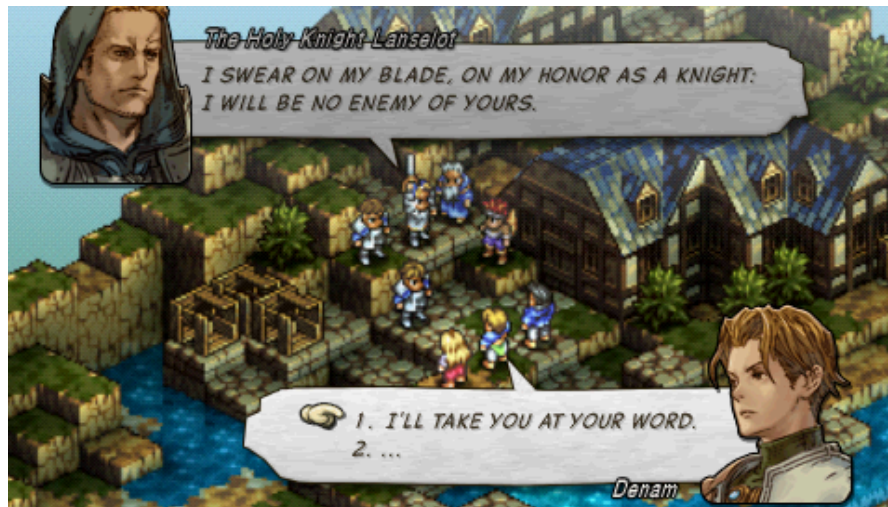 The Holy Knight Lanselot
I SWEAR ON MY BLADE, ON MY HONOR AS A KNIGHT:
I WILL BE NO ENEMY OF YOURS.
1. I'LL TAKE YOU AT YOUR WORD.
2. ...
Denam